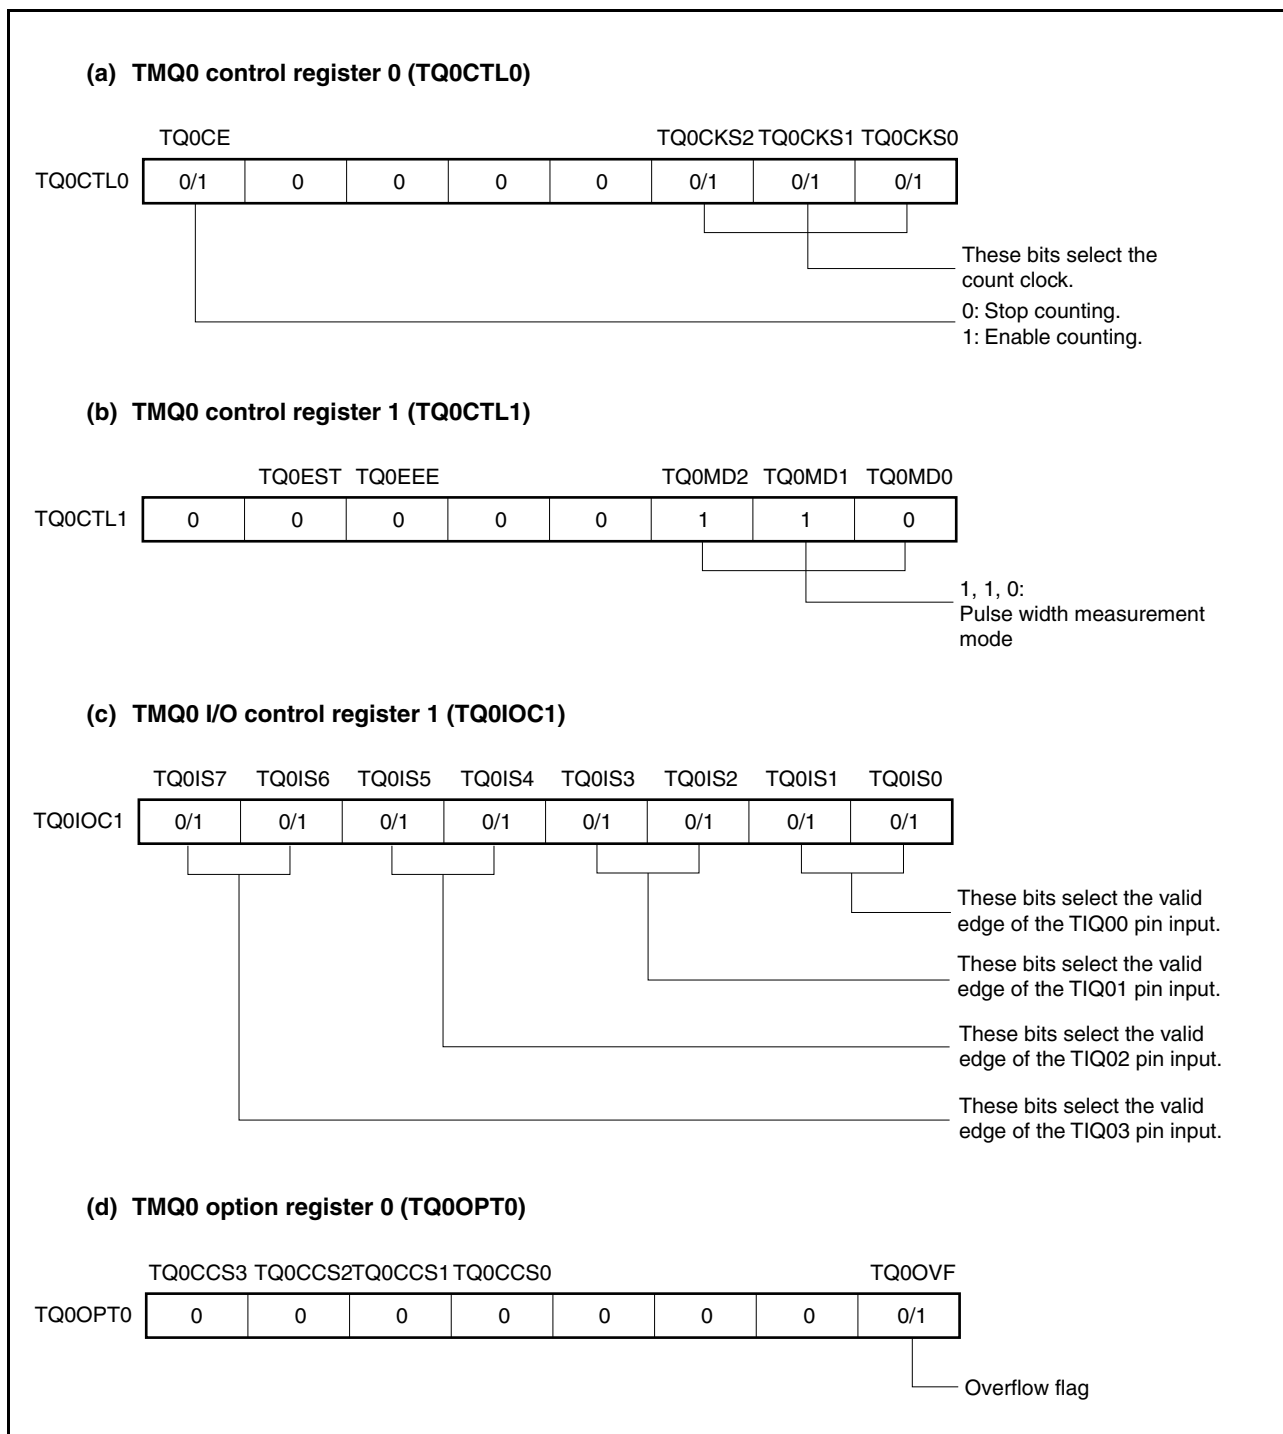 (a) TMQ0 control register 0 (TQ0CTL0)
TQ0CE TQ0CKS2 TQ0CKS1 TQ0CKS0
TQ0CTL0 0/1 0 0 0 0 0/1 0/1 0/1
These bits select the
count clock.
0: Stop counting.
1: Enable counting.
(b) TMQ0 control register 1 (TQ0CTL1)
TQ0EST TQ0EEE TQ0MD2 TQ0MD1 TQ0MD0
TQ0CTL1 0 0 0 0 0 1 1 0
1, 1, 0:
Pulse width measurement
mode
(c) TMQ0 I/O control register 1 (TQ0IOC1)
TQ0IS7 TQ0IS6 TQ0IS5 TQ0IS4 TQ0IS3 TQ0IS2 TQ0IS1 TQ0IS0
TQ0IOC1 0/1 0/1 0/1 0/1 0/1 0/1 0/1 0/1
These bits select the valid
edge of the TIQ00 pin input.
These bits select the valid
edge of the TIQ01 pin input.
These bits select the valid
edge of the TIQ02 pin input.
These bits select the valid
edge of the TIQ03 pin input.
(d) TMQ0 option register 0 (TQ0OPT0)
TQ0CCS3 TQ0CCS2 TQ0CCS1 TQ0CCS0 TQ0OVF
TQ0OPT0 0 0 0 0 0 0 0 0/1
Overflow flag